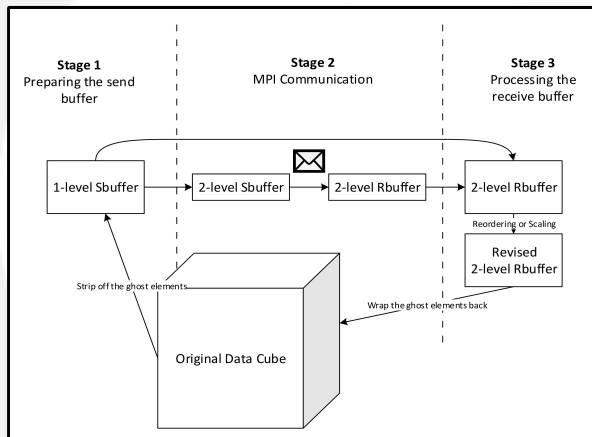 Stage 1
Preparing the send
buffer
Stage 2
MPI Communication
Stage 3
Processing the
receive buffer
1-level Sbuffer
2-level Sbuffer
2-level Rbuffer
2-level Rbuffer
Reordering or Scaling
Revised
2-level Rbuffer
Strip off the ghost elements
Wrap the ghost elements back
Original Data Cube